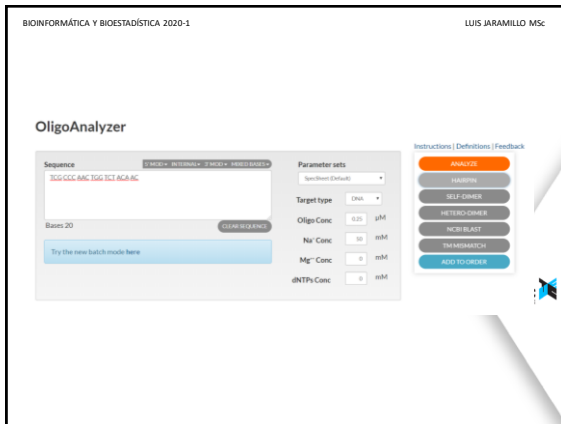 BIOINFORMÁTICA Y BIOESTADÍSTICA 2020-1
LUIS JARAMILLO MSc
OligoAnalyzer
Instructions | Definitions | Feedback
Sequence
5' MOD INTERNAL 3' MOD MIXED BASES
TCG CCC AAC TGG TCT ACA AC
Bases 20
CLEAR SEQUENCE
Try the new batch mode here
Parameter sets
SpecSheet (Default)
Target type DNA
Oligo Conc 0.25 µM
Na⁺ Conc 50 mM
Mg⁺⁺ Conc 0 mM
dNTPs Conc 0 mM
ANALYZE
HAIRPIN
SELF-DIMER
HETERO-DIMER
NCBI BLAST
TM MISMATCH
ADD TO ORDER